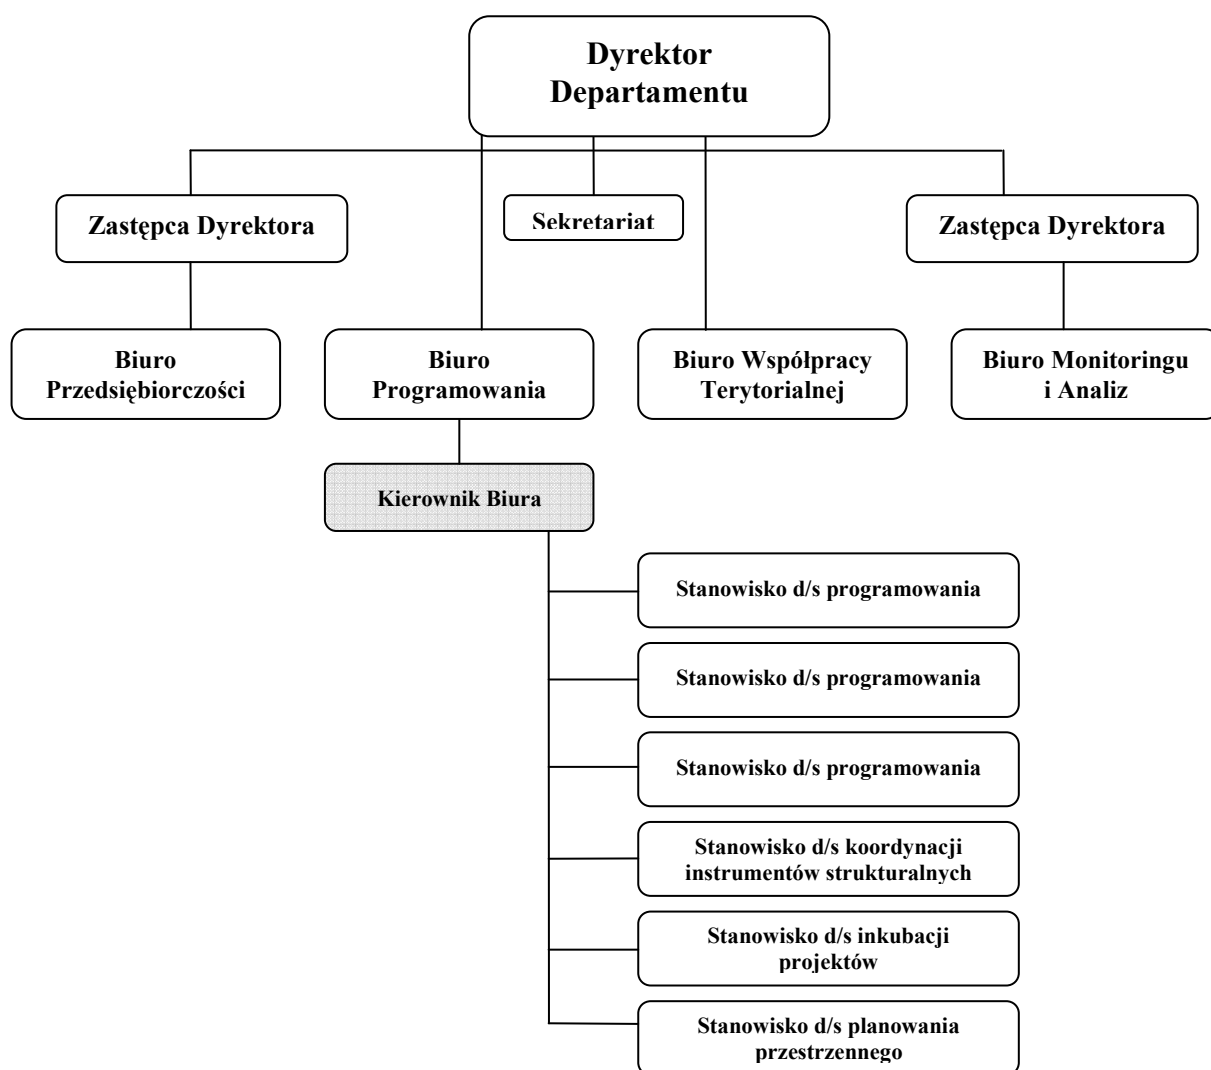 Dyrektor
Departamentu
Zastępca Dyrektora
Sekretariat
Zastępca Dyrektora
Biuro
Przedsiębiorczości
Biuro
Programowania
Biuro Współpracy
Terytorialnej
Biuro Monitoringu
i Analiz
Kierownik Biura
Stanowisko d/s programowania
Stanowisko d/s programowania
Stanowisko d/s programowania
Stanowisko d/s koordynacji
instrumentów strukturalnych
Stanowisko d/s inkubacji
projektów
Stanowisko d/s planowania
przestrzennego